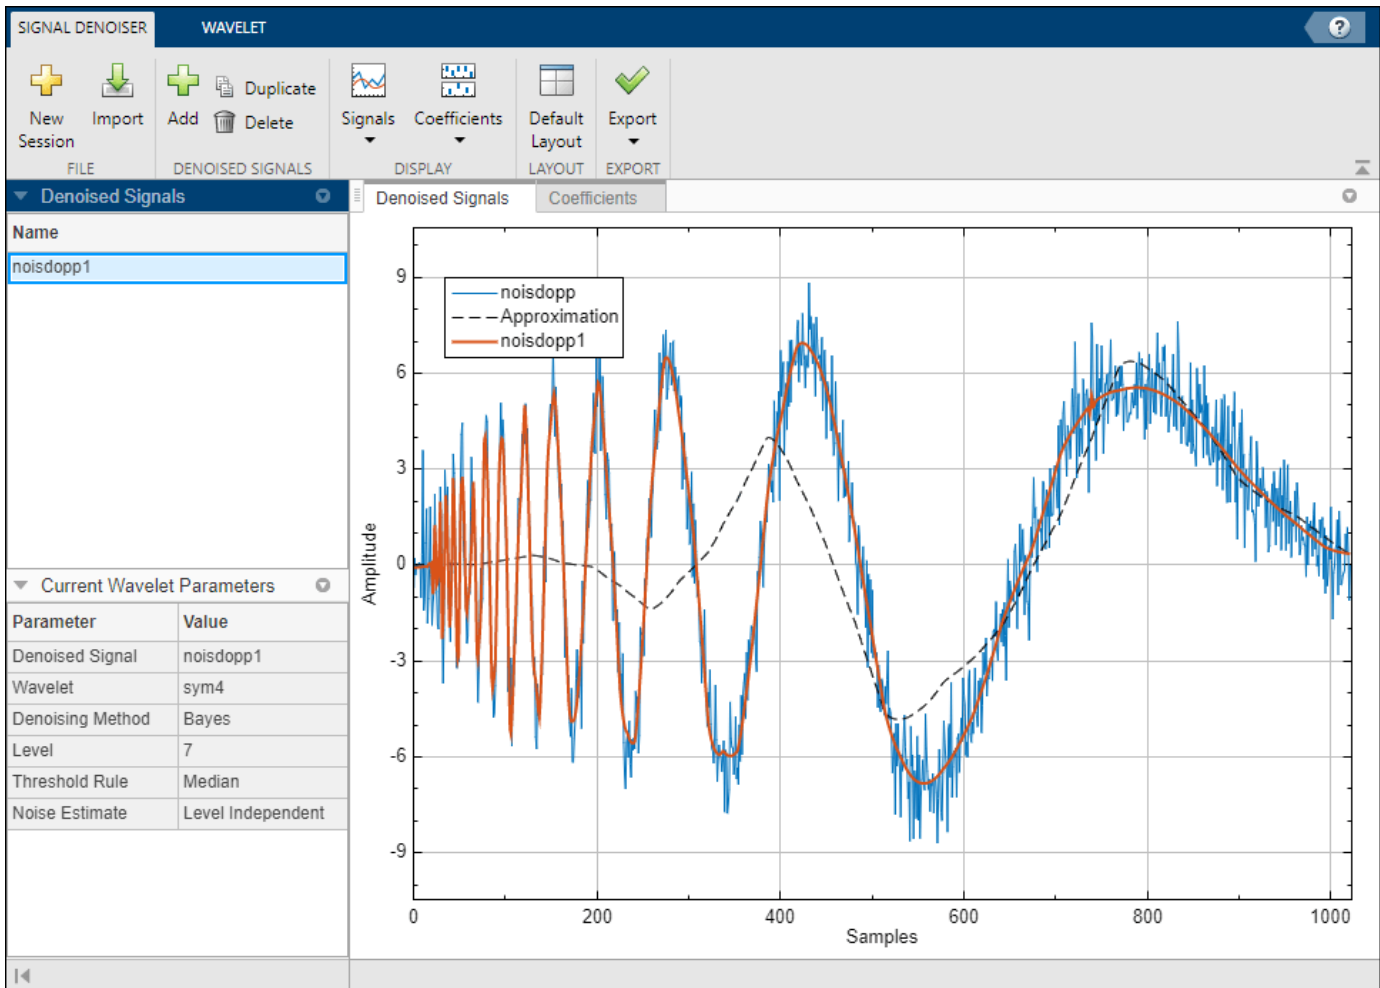 SIGNAL DENOISER WAVELET ?
New Session Import Add Duplicate Delete Signals Coefficients Default Layout Export
FILE DENOISED SIGNALS DISPLAY LAYOUT EXPORT
Denoised Signals
Name
noisdopp1
Current Wavelet Parameters
Parameter Value
Denoised Signal noisdopp1
Wavelet sym4
Denoising Method Bayes
Level 7
Threshold Rule Median
Noise Estimate Level Independent
Denoised Signals Coefficients
noisdopp
Approximation
noisdopp1
9
6
3
0
-3
-6
-9
Amplitude
0 200 400 600 800 1000
Samples